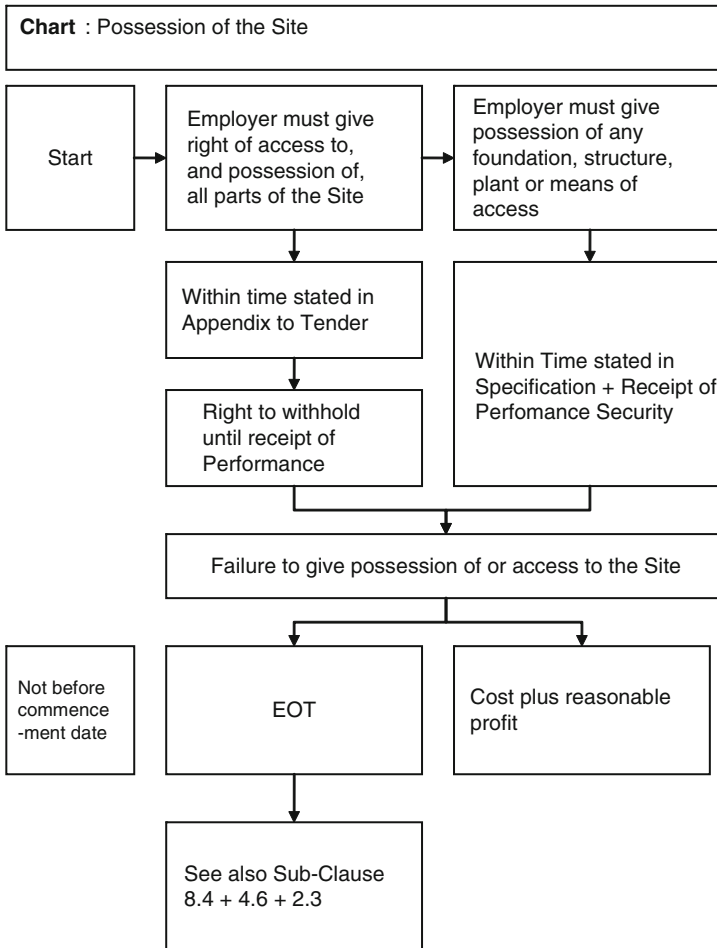 Chart : Possession of the Site
Start
Employer must give
right of access to,
and possession of,
all parts of the Site
Employer must give
possession of any
foundation, structure,
plant or means of
access
Within time stated in
Appendix to Tender
Within Time stated in
Specification + Receipt of
Perfomance Security
Right to withhold
until receipt of
Performance
Failure to give possession of or access to the Site
Not before
commence
-ment date
EOT
Cost plus reasonable
profit
See also Sub-Clause
8.4 + 4.6 + 2.3